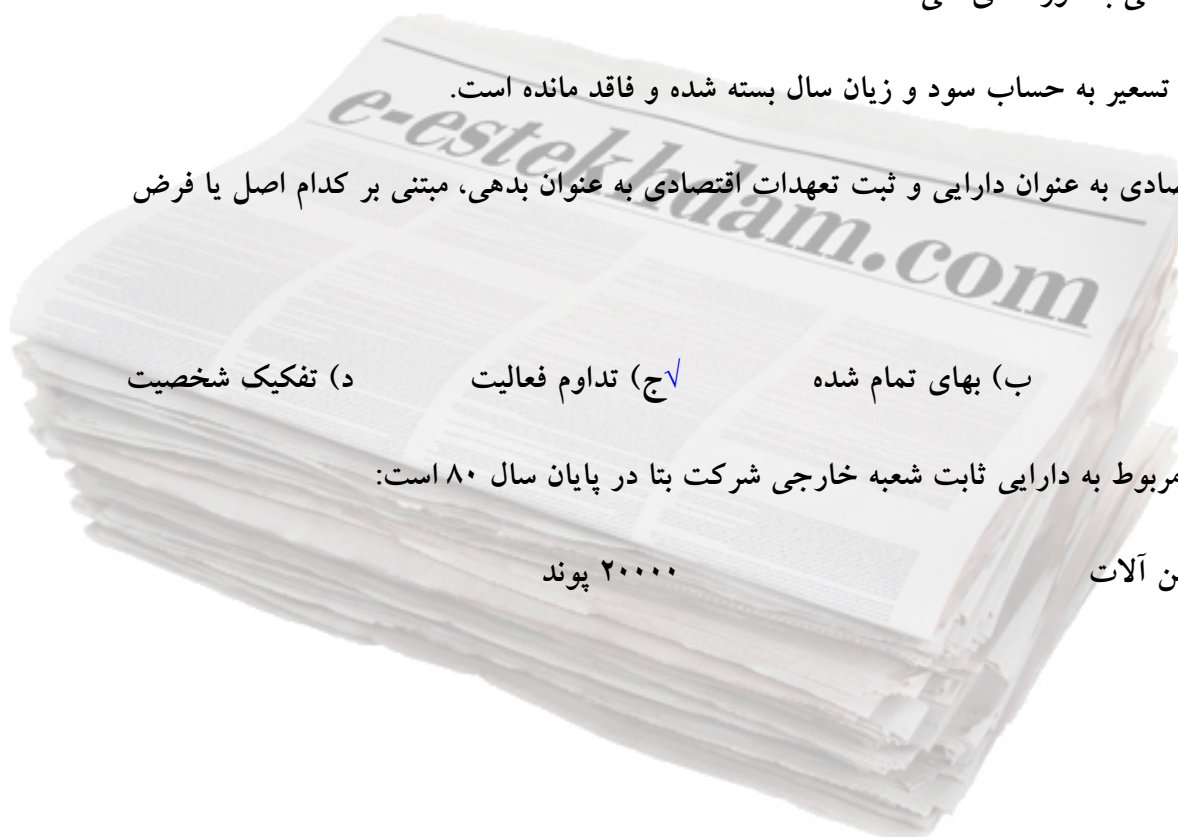 تسعیر به حساب سود و زیان سال بسته شده و فاقد مانده است.
e-estekhdam.com
صادی به عنوان دارایی و ثبت تعهدات اقتصادی به عنوان بدهی، مبتنی بر کدام اصل یا فرض
ب) بهای تمام شده √ج) تداوم فعالیت د) تفکیک شخصیت
مربوط به دارایی ثابت شعبه خارجی شرکت بتا در پایان سال ۸۰ است:
ن آلات ۲۰۰۰۰ پوند